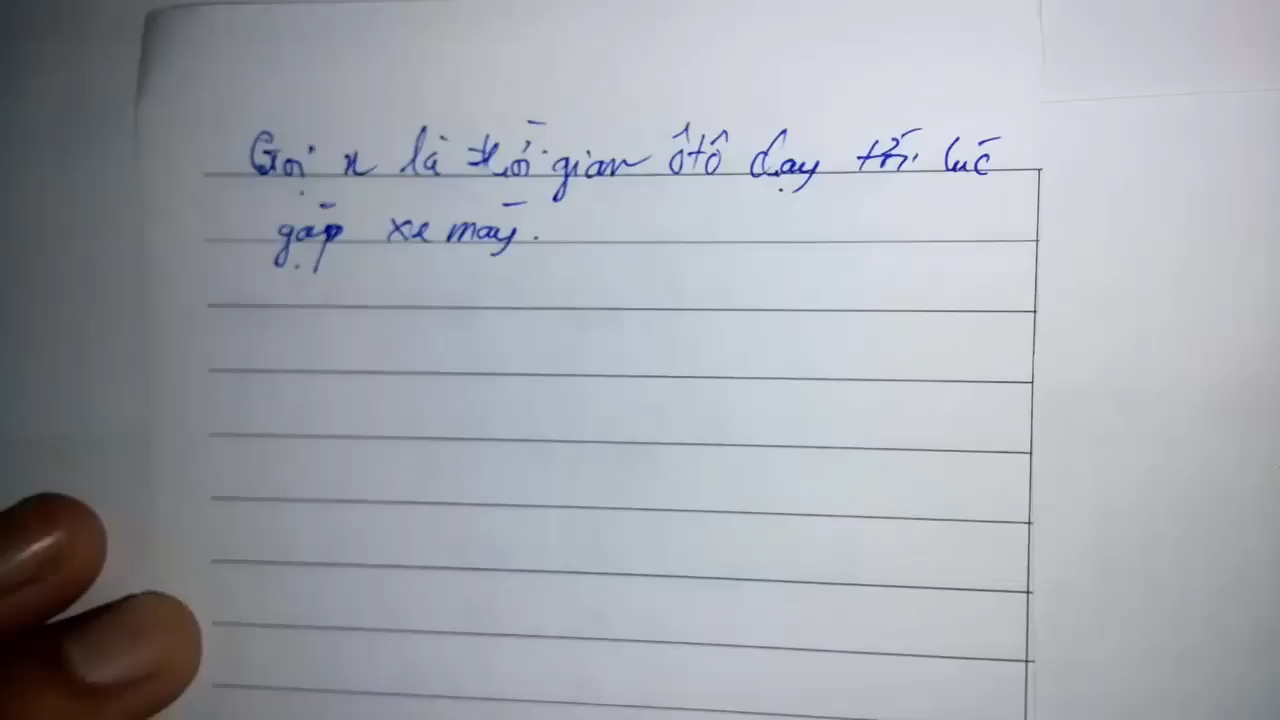 Gọi x là thời gian ôtô chạy tới lúc
gặp xe máy.